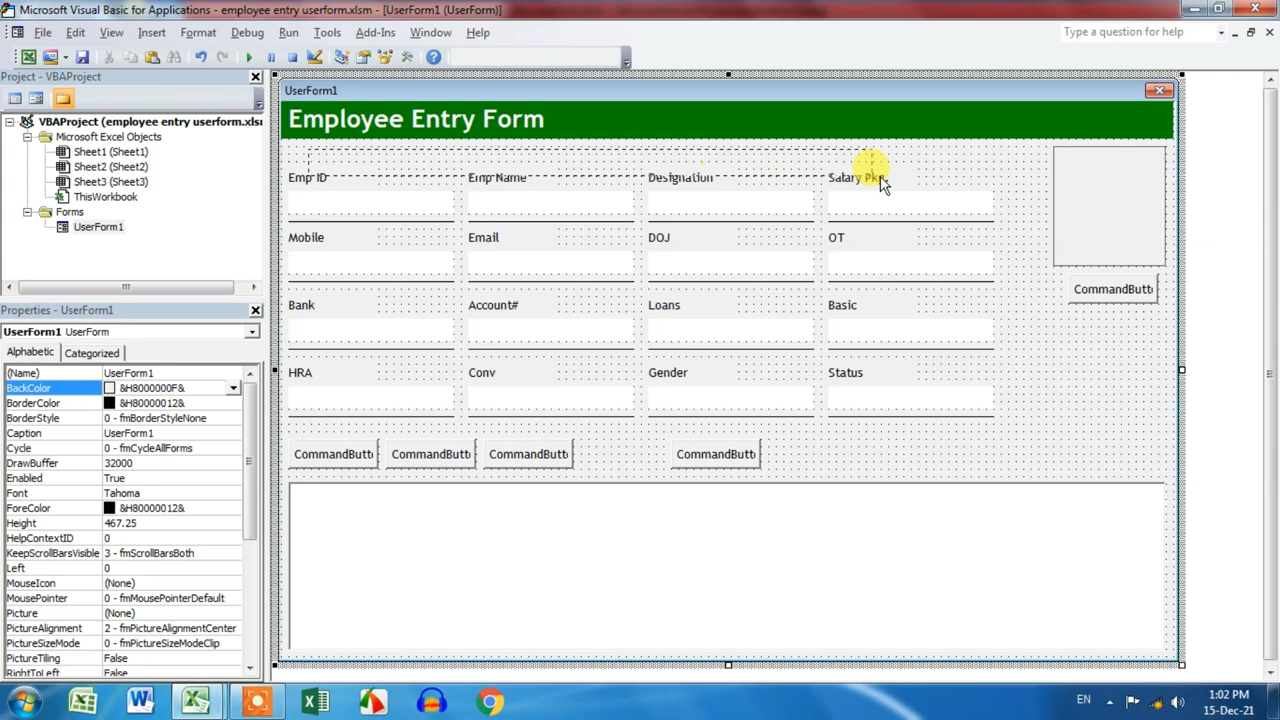 Microsoft Visual Basic for Applications - employee entry userform.xlsm - [UserForm1 (UserForm)]
File Edit View Insert Format Debug Run Tools Add-Ins Window Help
Type a question for help
Project - VBAProject
VBAProject (employee entry userform.xlsm
Microsoft Excel Objects
Sheet1 (Sheet1)
Sheet2 (Sheet2)
Sheet3 (Sheet3)
ThisWorkbook
Forms
UserForm1
Properties - UserForm1
UserForm1 UserForm
Alphabetic Categorized
(Name) UserForm1
BackColor &H8000000F&
BorderColor &H80000012&
BorderStyle 0 - fmBorderStyleNone
Caption UserForm1
Cycle 0 - fmCycleAllForms
DrawBuffer 32000
Enabled True
Font Tahoma
ForeColor &H80000012&
Height 467.25
HelpContextID 0
KeepScrollBarsVisible 3 - fmScrollBarsBoth
Left 0
MouseIcon (None)
MousePointer 0 - fmMousePointerDefault
Picture (None)
PictureAlignment 2 - fmPictureAlignmentCenter
PictureSizeMode 0 - fmPictureSizeModeClip
PictureTiling False
RightToLeft False
UserForm1
Employee Entry Form
Emp ID Emp Name Designation Salary Pkg.
Mobile Email DOJ OT
CommandButt
Bank Account# Loans Basic
HRA Conv Gender Status
CommandButt CommandButt CommandButt CommandButt
EN
1:02 PM
15-Dec-21